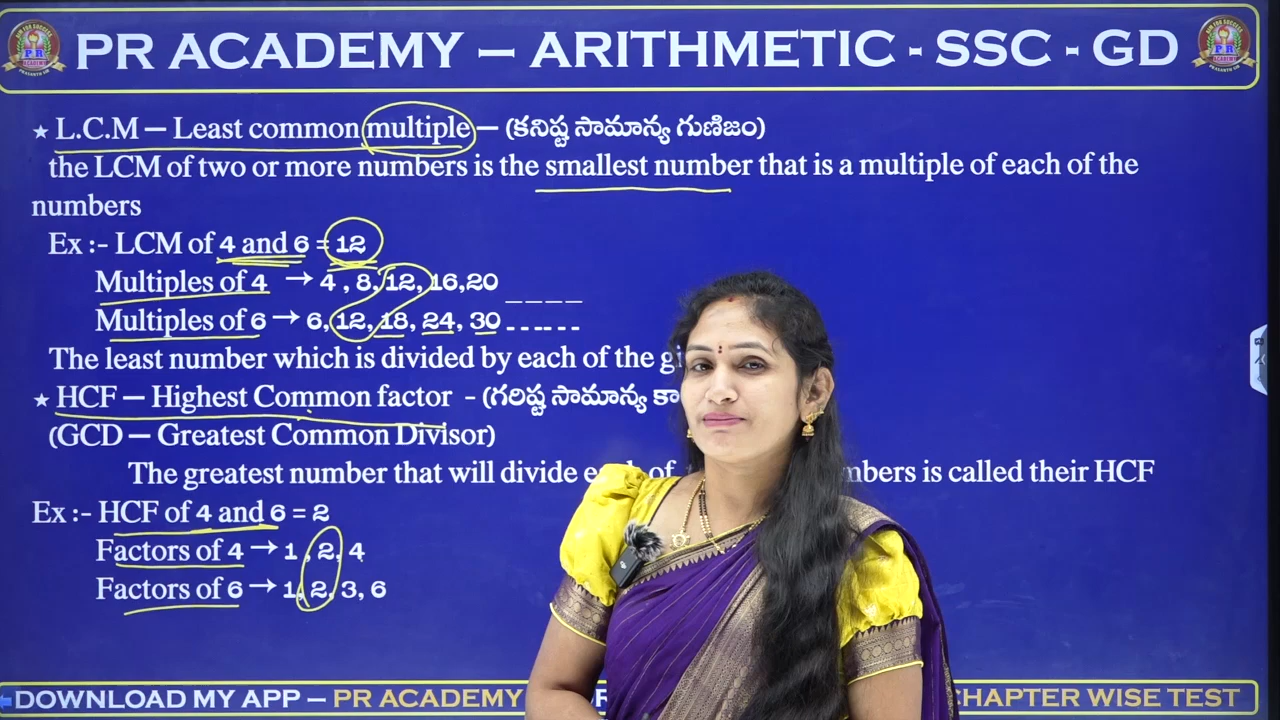 PR ACADEMY – ARITHMETIC - SSC - GD
★ L.C.M – Least common multiple – (కనిష్ట సామాన్య గుణిజం)
the LCM of two or more numbers is the smallest number that is a multiple of each of the
numbers
Ex :- LCM of 4 and 6 = 12
Multiples of 4 → 4 , 8, 12, 16,20 _ _ _ _
Multiples of 6 → 6, 12, 18, 24, 30 - - - - - -
The least number which is divided by each of the
★ HCF – Highest Common factor - (గరిష్ట సామాన్య
(GCD – Greatest Common Divisor)
The greatest number that will divide of is called their HCF
Ex :- HCF of 4 and 6 = 2
Factors of 4 → 1 , 2, 4
Factors of 6 → 1, 2, 3, 6
DOWNLOAD MY APP – PR ACADEMY CHAPTER WISE TEST